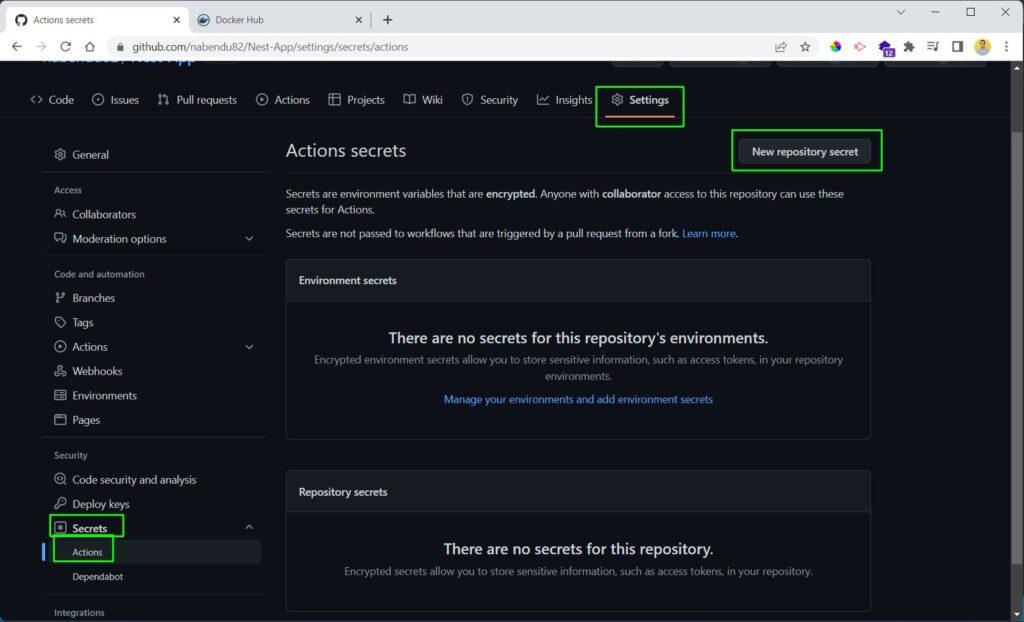 Actions secrets
Docker Hub
github.com/nabendu82/Nest-App/settings/secrets/actions
12
Code
Issues
Pull requests
Actions
Projects
Wiki
Security
Insights
Settings
General
Access
Collaborators
Moderation options
Code and automation
Branches
Tags
Actions
Webhooks
Environments
Pages
Security
Code security and analysis
Deploy keys
Secrets
Actions
Dependabot
Integrations
Actions secrets
New repository secret
Secrets are environment variables that are encrypted. Anyone with collaborator access to this repository can use these
secrets for Actions.
Secrets are not passed to workflows that are triggered by a pull request from a fork. Learn more.
Environment secrets
There are no secrets for this repository's environments.
Encrypted environment secrets allow you to store sensitive information, such as access tokens, in your repository
environments.
Manage your environments and add environment secrets
Repository secrets
There are no secrets for this repository.
Encrypted secrets allow you to store sensitive information, such as access tokens, in your repository.